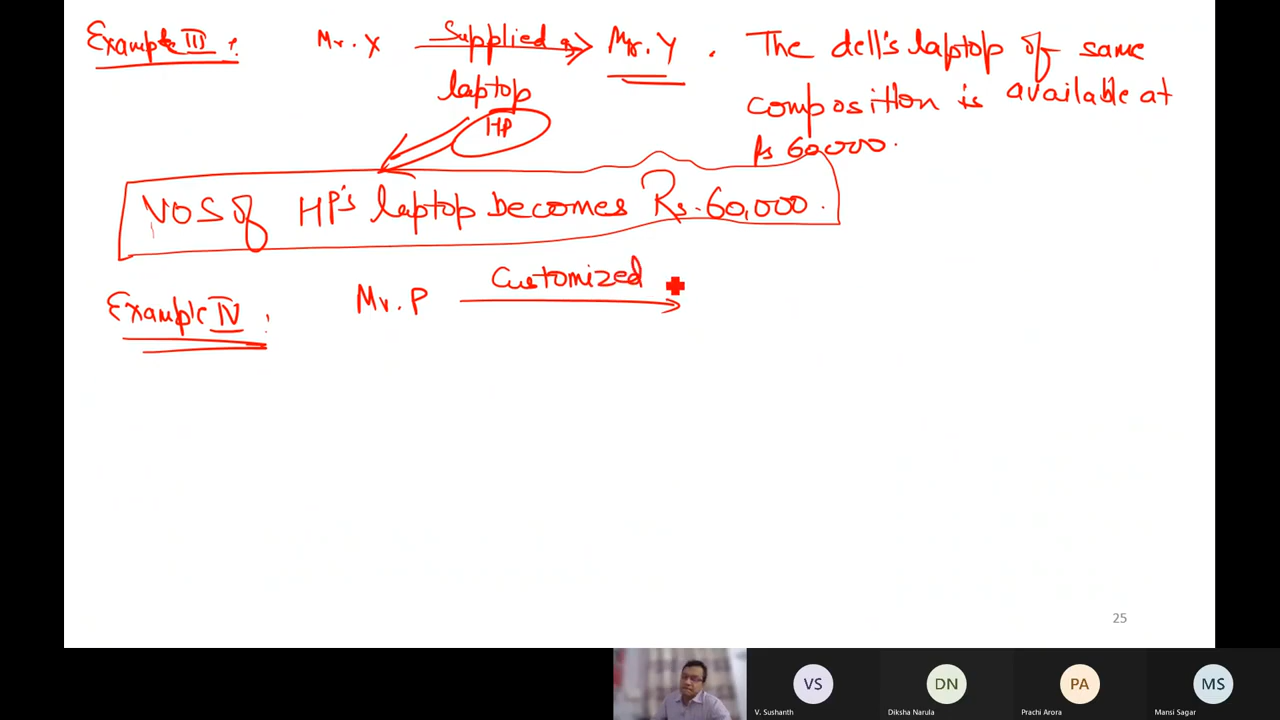 Example III : Mr. X Supplied Mr. Y . The dell's laptop of same
laptop composition is available at
HP Rs 60,000.
VOS of HP's laptop becomes Rs. 60,000.
Example IV : Mr. P Customized
25
VS DN PA MS
V. Sushanth Diksha Narula Prachi Arora Mansi Sagar